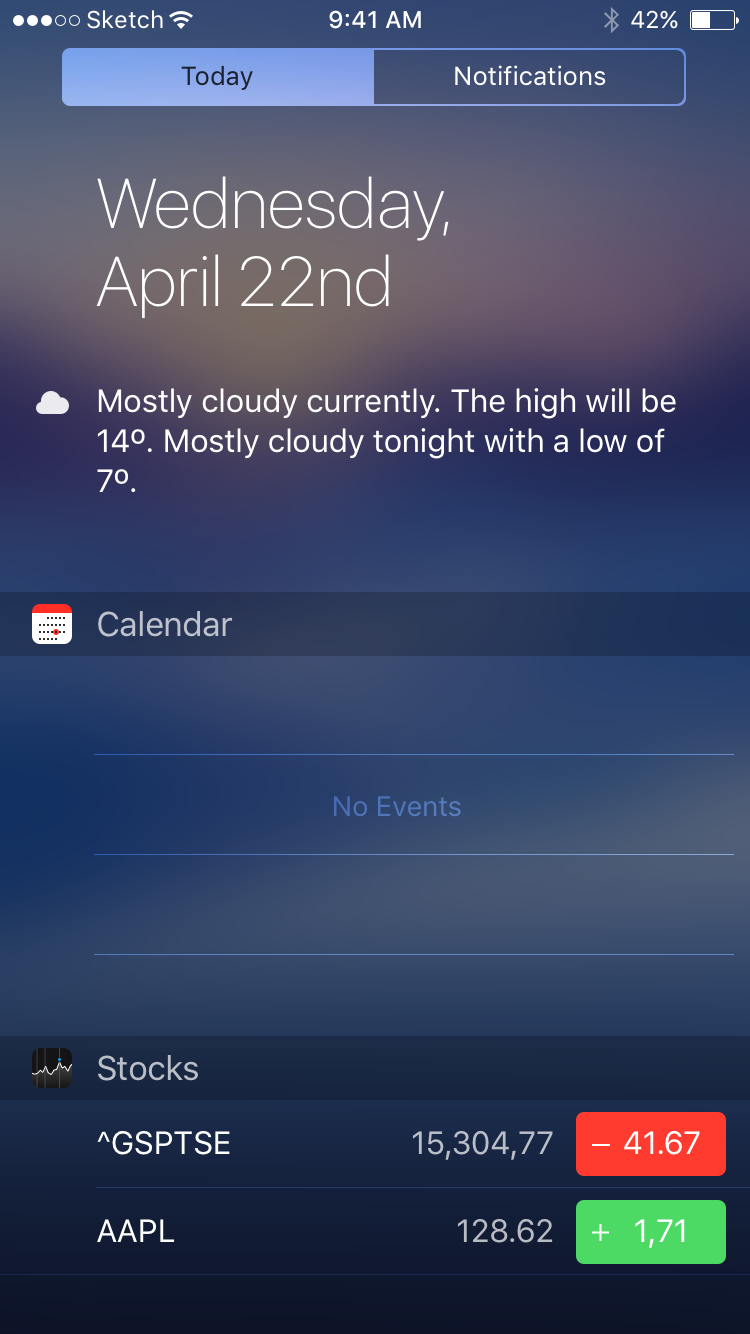 Sketch 9:41 AM 42%
Today Notifications
Wednesday,
April 22nd
Mostly cloudy currently. The high will be
14º. Mostly cloudy tonight with a low of
7º.
Calendar
No Events
Stocks
^GSPTSE 15,304,77 – 41.67
AAPL 128.62 + 1,71